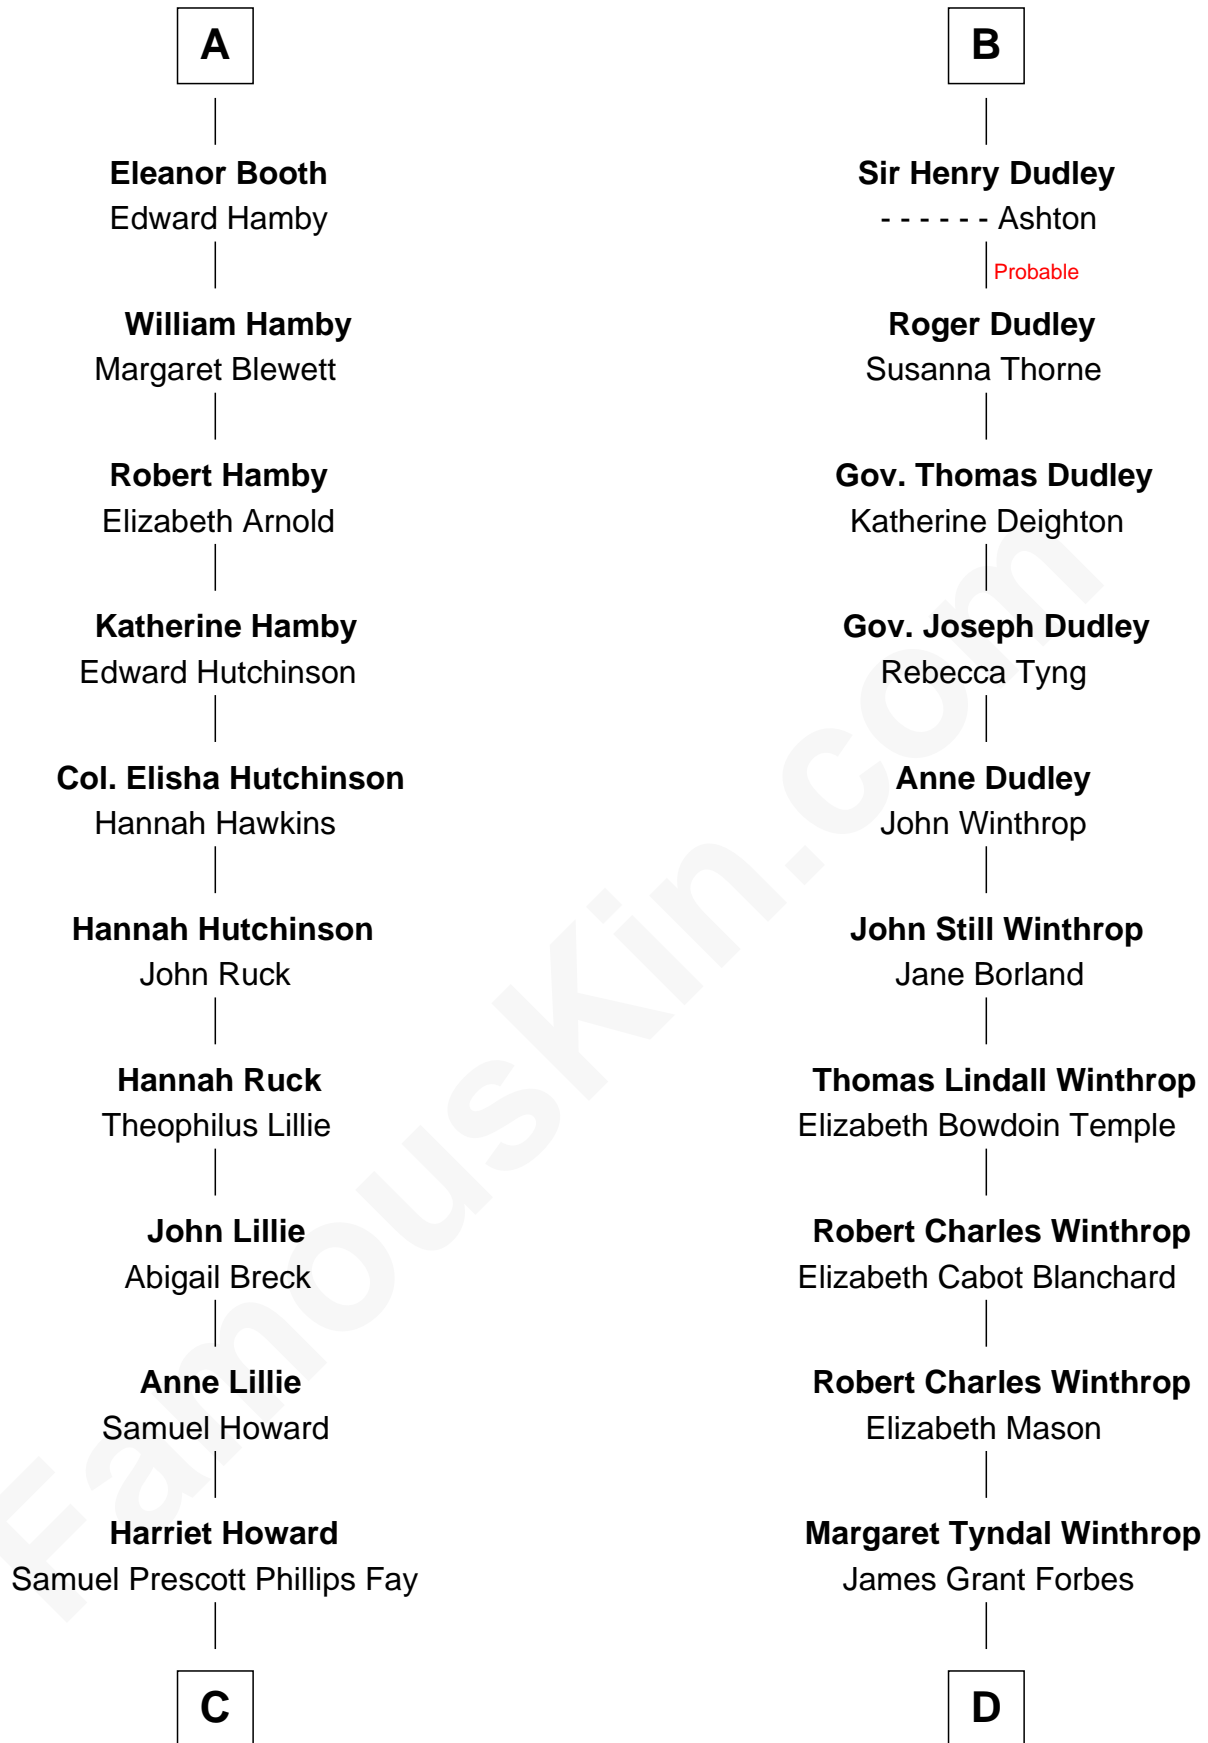 A
Eleanor Booth
Edward Hamby
William Hamby
Margaret Blewett
Robert Hamby
Elizabeth Arnold
Katherine Hamby
Edward Hutchinson
Col. Elisha Hutchinson
Hannah Hawkins
Hannah Hutchinson
John Ruck
Hannah Ruck
Theophilus Lillie
John Lillie
Abigail Breck
Anne Lillie
Samuel Howard
Harriet Howard
Samuel Prescott Phillips Fay
C
B
Sir Henry Dudley
- - - - - - Ashton
Probable
Roger Dudley
Susanna Thorne
Gov. Thomas Dudley
Katherine Deighton
Gov. Joseph Dudley
Rebecca Tyng
Anne Dudley
John Winthrop
John Still Winthrop
Jane Borland
Thomas Lindall Winthrop
Elizabeth Bowdoin Temple
Robert Charles Winthrop
Elizabeth Cabot Blanchard
Robert Charles Winthrop
Elizabeth Mason
Margaret Tyndal Winthrop
James Grant Forbes
D
FamousKin.com